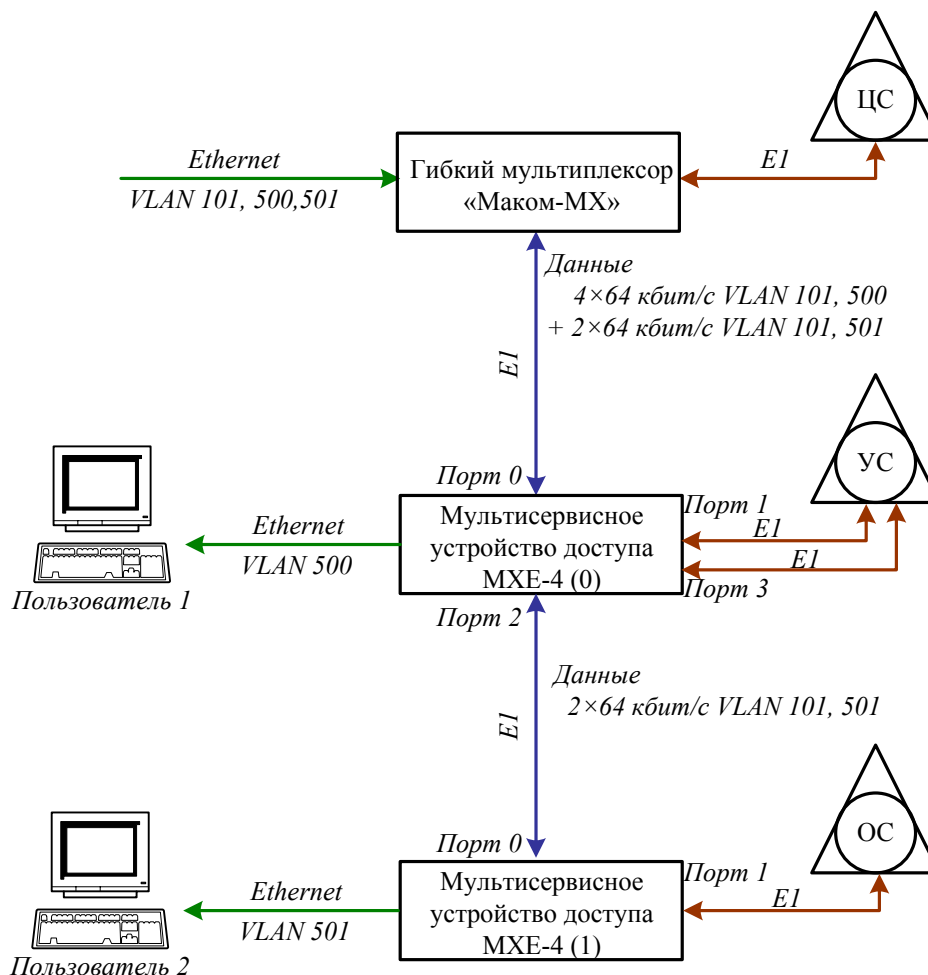 ЦС
Ethernet
VLAN 101, 500,501
Гибкий мультиплексор
«Маком-МХ»
E1
Данные
4×64 кбит/с VLAN 101, 500
+ 2×64 кбит/с VLAN 101, 501
E1
УС
Порт 0
Порт 1
Ethernet
VLAN 500
Мультисервисное
устройство доступа
МХЕ-4 (0)
E1
E1
Пользователь 1
Порт 2
Порт 3
Данные
2×64 кбит/с VLAN 101, 501
E1
ОС
Порт 0
Порт 1
Ethernet
VLAN 501
Мультисервисное
устройство доступа
МХЕ-4 (1)
E1
Пользователь 2